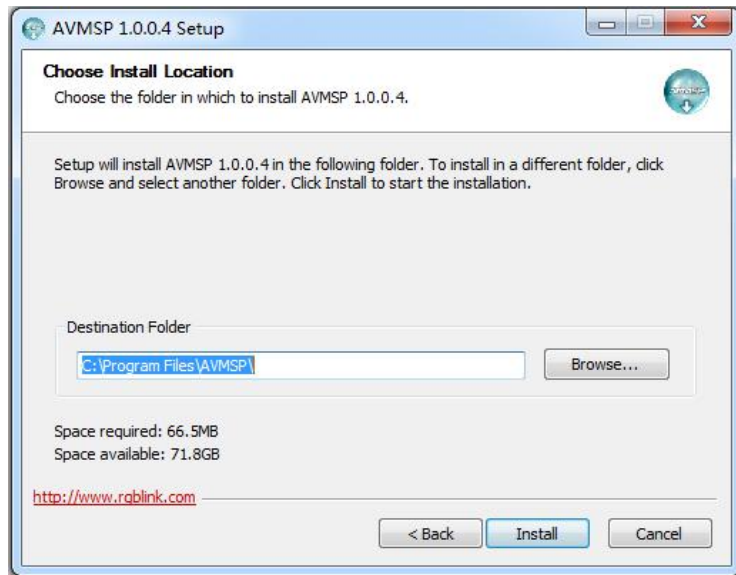 AVMSP 1.0.0.4 Setup
Choose Install Location
Choose the folder in which to install AVMSP 1.0.0.4.
Setup will install AVMSP 1.0.0.4 in the following folder. To install in a different folder, click
Browse and select another folder. Click Install to start the installation.
Destination Folder
C:\Program Files\AVMSP\
Browse...
Space required: 66.5MB
Space available: 71.8GB
http://www.rgblink.com
< Back
Install
Cancel